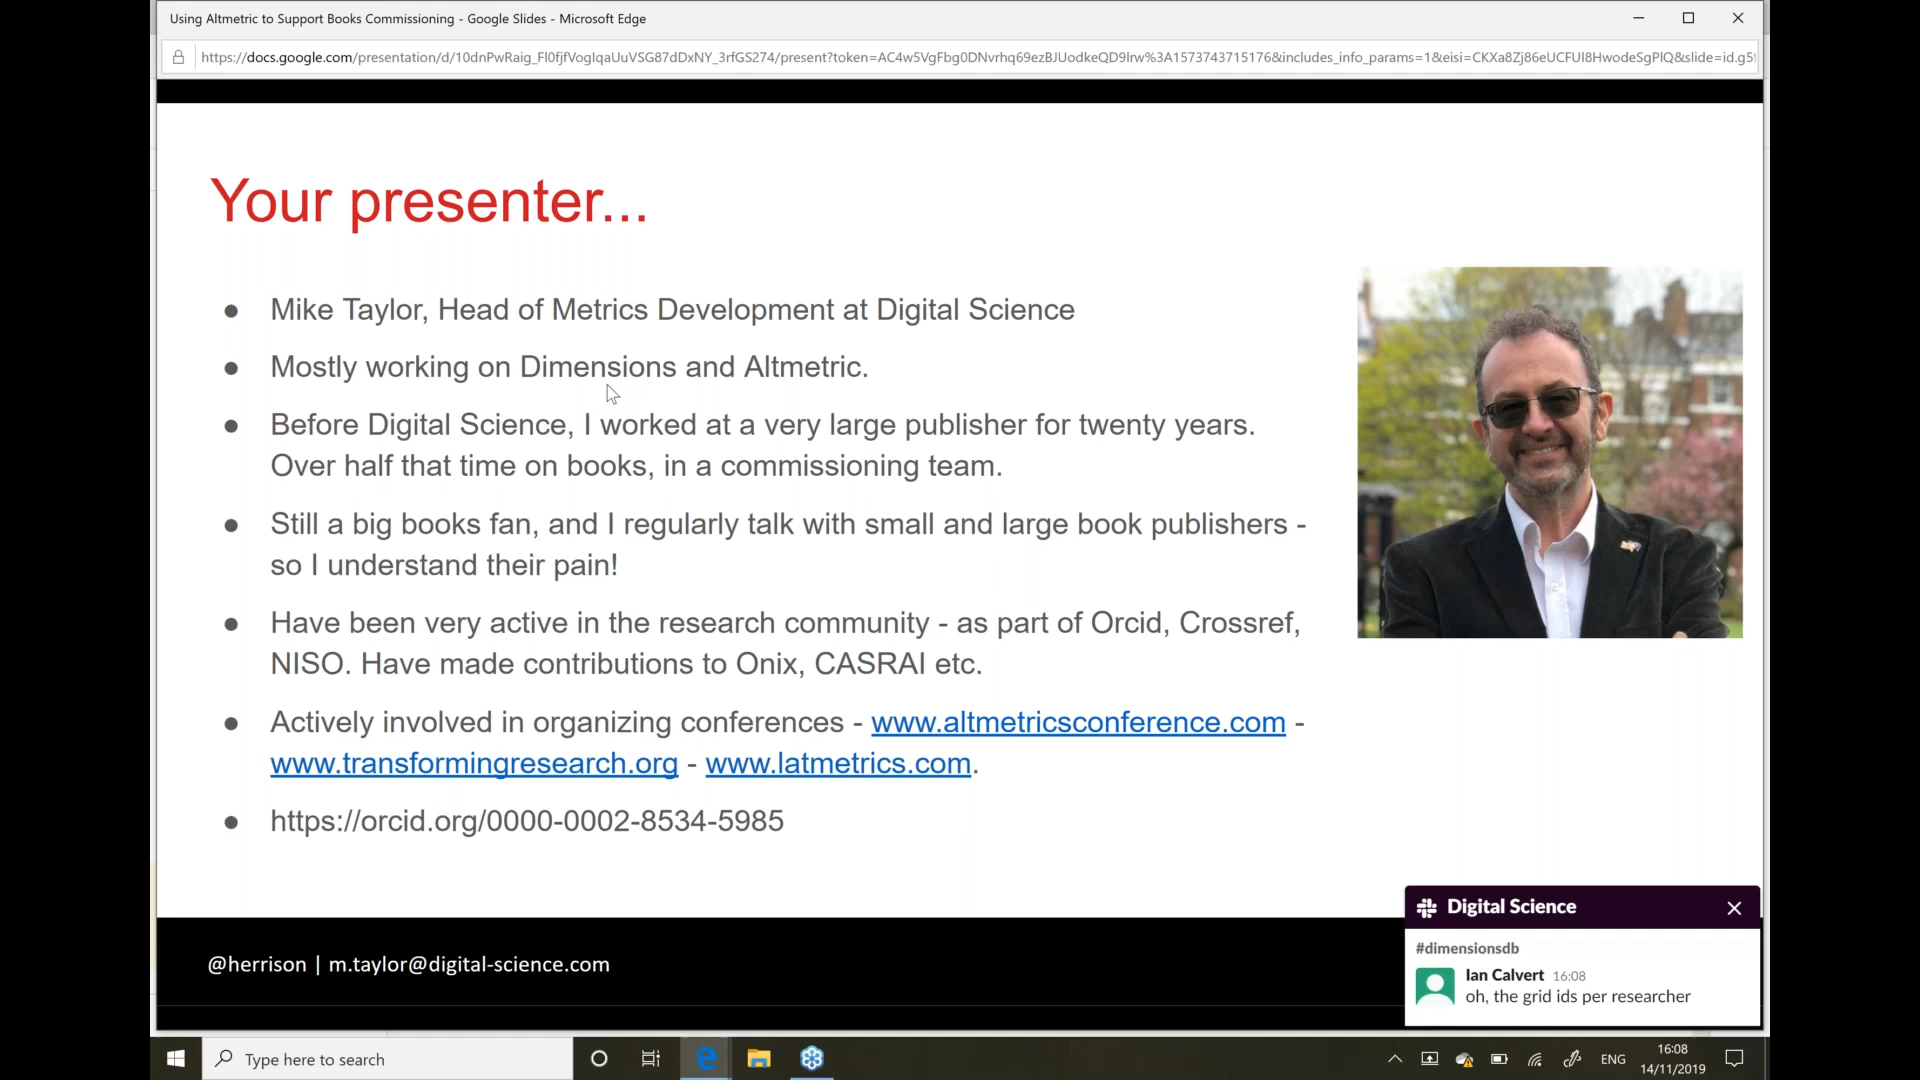 Using Altmetric to Support Books Commissioning - Google Slides - Microsoft Edge
https://docs.google.com/presentation/d/10dnPwRaig_Fl0fjfVogIqaUuVSG87dDxNY_3rfGS274/present?token=AC4w5VgFbg0DNvrhq69ezBJUodkeQD9lrw%3A1573743715176&includes_info_params=1&eisi=CKXa8Zj86eUCFUl8HwodeSgPlQ&slide=id.g5
Your presenter...
● Mike Taylor, Head of Metrics Development at Digital Science
● Mostly working on Dimensions and Altmetric.
● Before Digital Science, I worked at a very large publisher for twenty years.
Over half that time on books, in a commissioning team.
● Still a big books fan, and I regularly talk with small and large book publishers -
so I understand their pain!
● Have been very active in the research community - as part of Orcid, Crossref,
NISO. Have made contributions to Onix, CASRAI etc.
● Actively involved in organizing conferences - www.altmetricsconference.com -
www.transformingresearch.org - www.latmetrics.com.
● https://orcid.org/0000-0002-8534-5985
@herrison | m.taylor@digital-science.com
Digital Science
#dimensionsdb
Ian Calvert 16:08
oh, the grid ids per researcher
Type here to search
ENG
16:08
14/11/2019